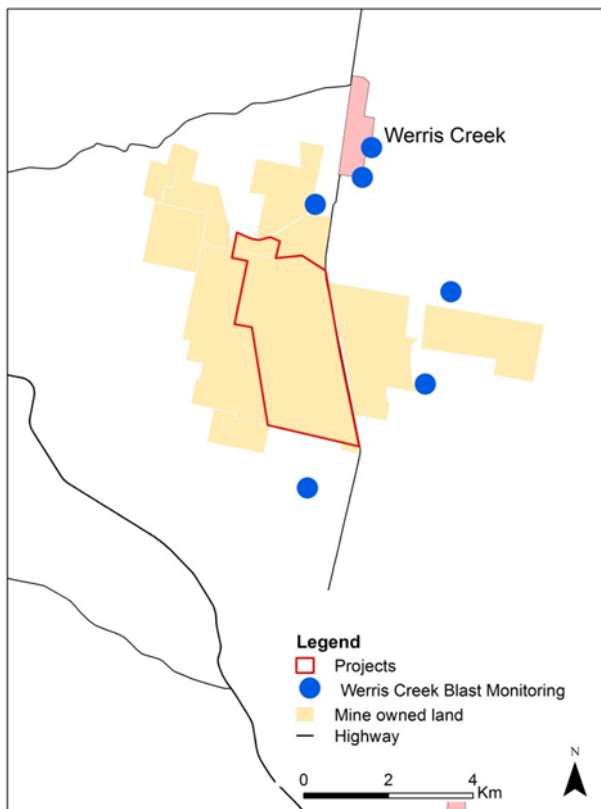 Werris Creek
Legend
Projects
Werris Creek Blast Monitoring
Mine owned land
Highway
N
0 2 4
Km